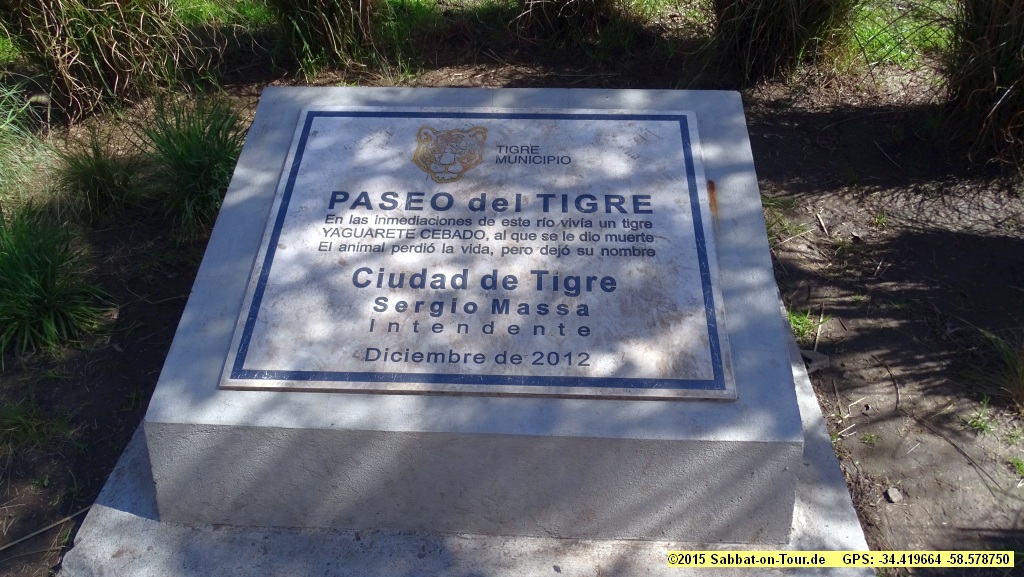 TIGRE
MUNICIPIO
PASEO del TIGRE
En las inmediaciones de este río vivía un tigre
YAGUARETE CEBADO, al que se le dio muerte
El animal perdió la vida, pero dejó su nombre
Ciudad de Tigre
Sergio Massa
Intendente
Diciembre de 2012
©2015 Sabbat-on-Tour.de GPS: -34.419664 -58.578750